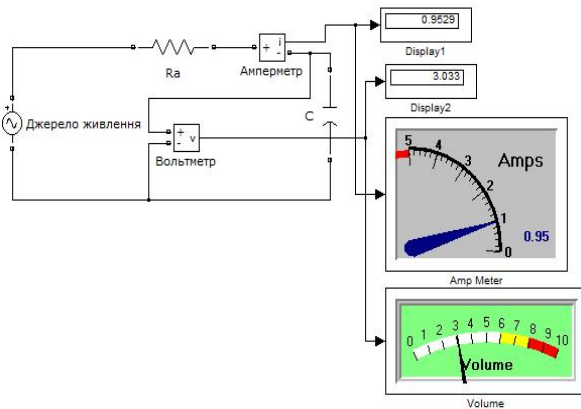 0.9529
Display1
i
+
-
Ra
Амперметр
3.033
Display2
+
Джерело живлення
C
+
-
v
Вольтметр
5
4
3
2
1
0
Amps
0.95
Amp Meter
0 1 2 3 4 5 6 7 8 9 10
Volume
Volume